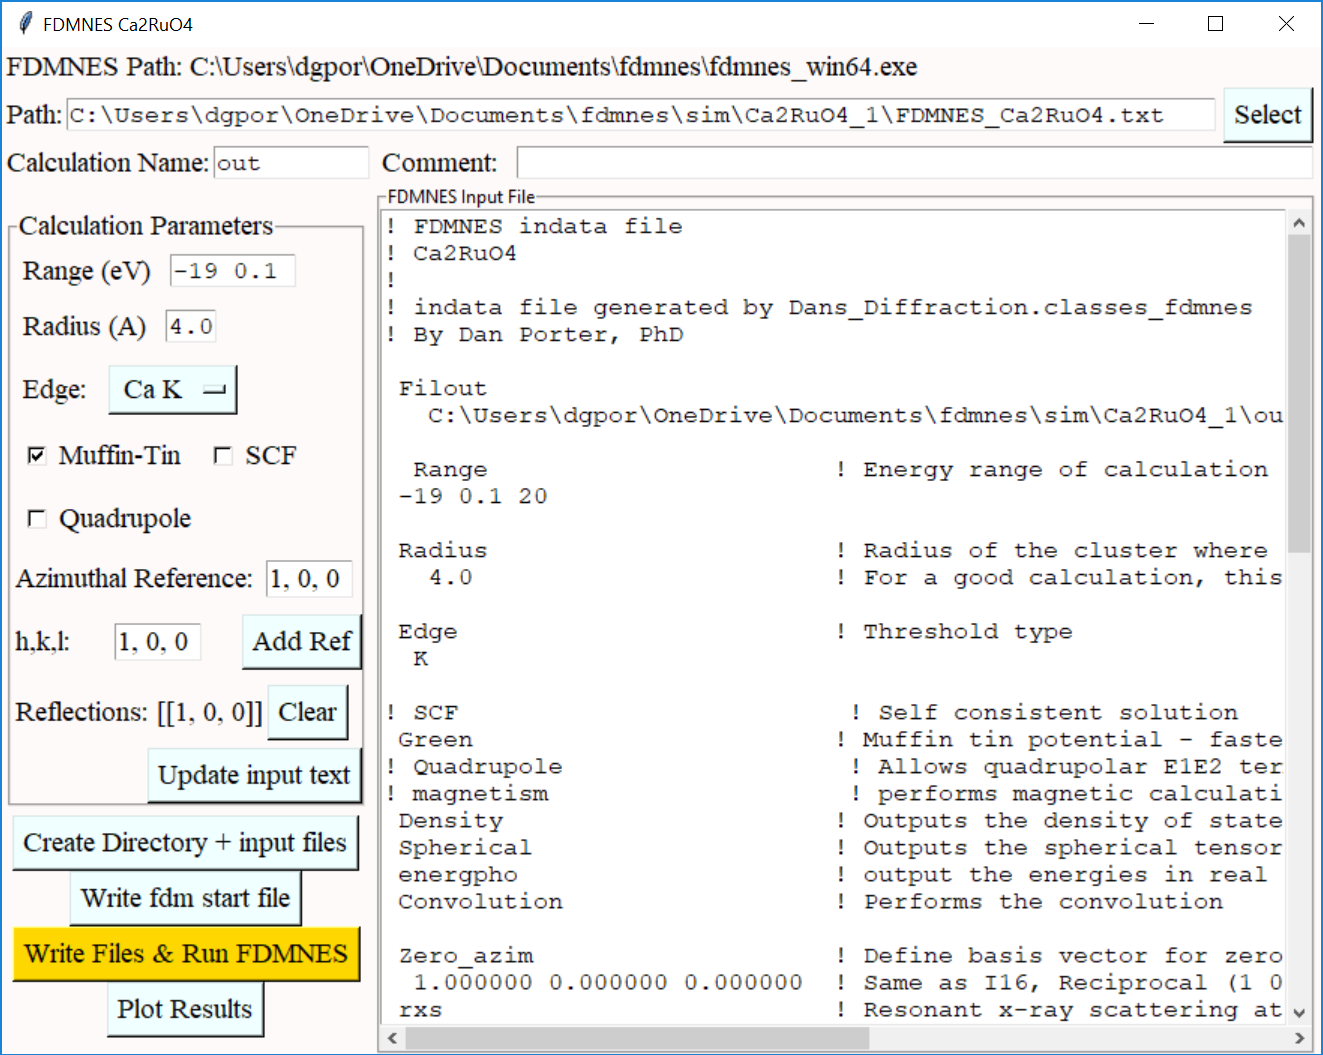 FDMNES Ca2RuO4
FDMNES Path: C:\Users\dgpor\OneDrive\Documents\fdmnes\fdmnes_win64.exe
Path: C:\Users\dgpor\OneDrive\Documents\fdmnes\sim\Ca2RuO4_1\FDMNES_Ca2RuO4.txt Select
Calculation Name: out Comment:
Calculation Parameters
Range (eV) -19 0.1
Radius (A) 4.0
Edge: Ca K
Muffin-Tin SCF
Quadrupole
Azimuthal Reference: 1, 0, 0
h,k,l: 1, 0, 0 Add Ref
Reflections: [[1, 0, 0]] Clear
Update input text
Create Directory + input files
Write fdm start file
Write Files & Run FDMNES
Plot Results
FDMNES Input File
! FDMNES indata file
! Ca2RuO4
!
! indata file generated by Dans_Diffraction.classes_fdmnes
! By Dan Porter, PhD
Filout
C:\Users\dgpor\OneDrive\Documents\fdmnes\sim\Ca2RuO4_1\ou
Range ! Energy range of calculation
-19 0.1 20
Radius ! Radius of the cluster where
4.0 ! For a good calculation, this
Edge ! Threshold type
K
! SCF ! Self consistent solution
Green ! Muffin tin potential - faste
! Quadrupole ! Allows quadrupolar E1E2 ter
! magnetism ! performs magnetic calculati
Density ! Outputs the density of state
Spherical ! Outputs the spherical tensor
energpho ! output the energies in real
Convolution ! Performs the convolution
Zero_azim ! Define basis vector for zero
1.000000 0.000000 0.000000 ! Same as I16, Reciprocal (1 0
rxs ! Resonant x-ray scattering at